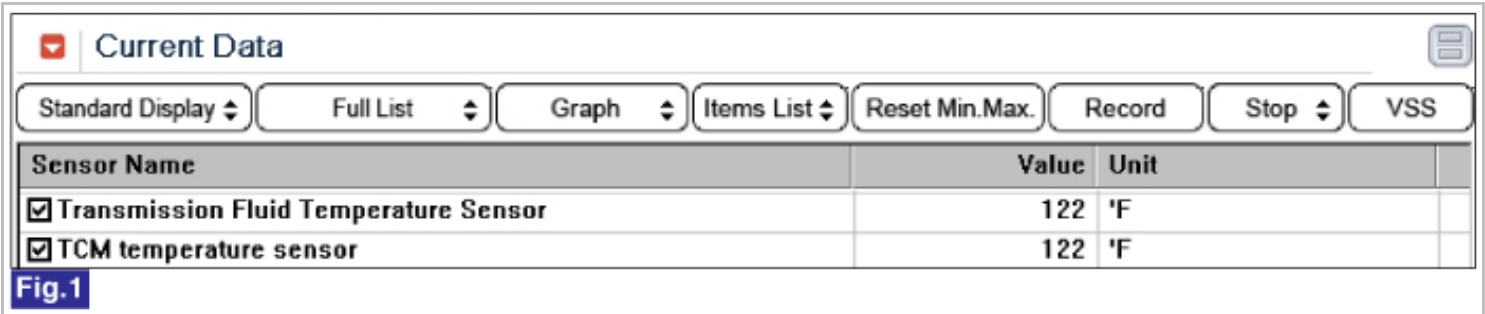 Current Data
Standard Display Full List Graph Items List Reset Min.Max. Record Stop VSS
Sensor Name Value Unit
Transmission Fluid Temperature Sensor 122 'F
TCM temperature sensor 122 'F
Fig.1